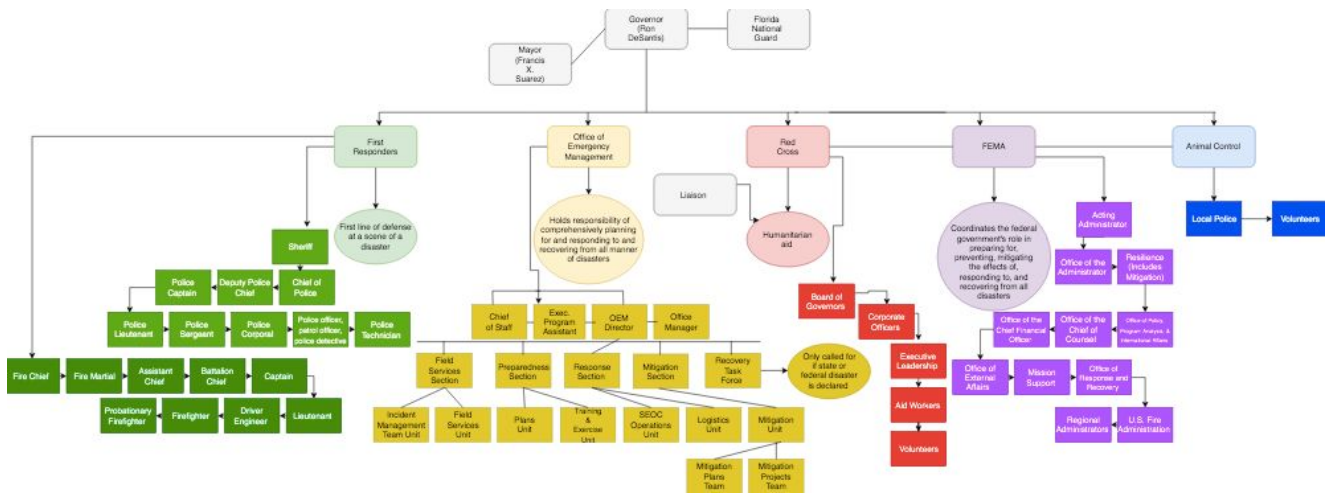 Governor
(Ron
DeSantis)
Florida
National
Guard
Mayor
(Francis
X.
Suarez)
First
Responders
Office of
Emergency
Management
Red
Cross
FEMA
Animal Control
Liaison
First line of defense
at a scene of a
disaster
Holds responsibility of
comprehensively planning
for and responding to and
recovering from all manner
of disasters
Humanitarian
aid
Coordinates the federal
government's role in
preparing for,
preventing, mitigating
the effects of,
responding to, and
recovering from all
disasters
Acting
Administrator
Local Police
Volunteers
Sheriff
Office of the
Administrator
Resilience
(Includes
Mitigation)
Police
Captain
Deputy Police
Chief
Chief of
Police
Board of
Governors
Corporate
Officers
Police
Lieutenant
Police
Sergeant
Police
Corporal
Police officer,
patrol officer,
police detective
Police
Technician
Chief
of Staff
Exec.
Program
Assistant
OEM
Director
Office
Manager
Office of the
Chief Financial
Officer
Office of the
Chief of
Counsel
Office of Policy,
Program Analysis, &
International Affairs
Executive
Leadership
Fire Chief
Fire Martial
Assistant
Chief
Battalion Chief
Captain
Field
Services
Section
Preparedness
Section
Response
Section
Mitigation
Section
Recovery
Task
Force
Only called for
if state or
federal disaster
is declared
Office of
External
Affairs
Mission
Support
Office of
Response and
Recovery
Aid Workers
Probationary
Firefighter
Firefighter
Driver
Engineer
Lieutenant
Incident
Management
Team Unit
Field
Services
Unit
Plans
Unit
Training
&
Exercise
Unit
SEOC
Operations
Unit
Logistics
Unit
Mitigation
Unit
Regional
Administrators
U.S. Fire
Administration
Volunteers
Mitigation
Plans
Team
Mitigation
Projects
Team